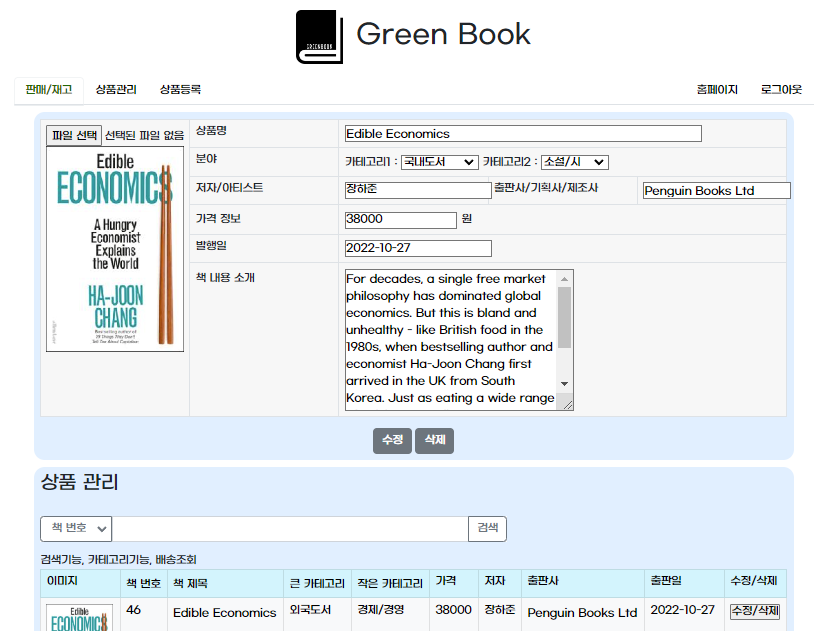 GREENBOOK
Green Book
판매/재고 상품관리 상품등록 홈페이지 로그아웃
파일 선택 선택된 파일 없음
Edible
ECONOMICS
A Hungry
Economist
Explains
the World
HA-JOON
CHANG
Bestselling author of
23 Things They Don't
Tell You About Capitalism
상품명 Edible Economics
분야 카테고리1 : 국내도서 카테고리2 : 소설/시
저자/아티스트 장하준 출판사/기획사/제조사 Penguin Books Ltd
가격 정보 38000 원
발행일 2022-10-27
책 내용 소개
For decades, a single free market
philosophy has dominated global
economics. But this is bland and
unhealthy - like British food in the
1980s, when bestselling author and
economist Ha-Joon Chang first
arrived in the UK from South
Korea. Just as eating a wide range
수정 삭제
상품 관리
책 번호 검색
검색기능, 카테고리기능, 배송조회
이미지 책 번호 책 제목 큰 카테고리 작은 카테고리 가격 저자 출판사 출판일 수정/삭제
Edible
ECONOMICS
46 Edible Economics 외국도서 경제/경영 38000 장하준 Penguin Books Ltd 2022-10-27 수정/삭제